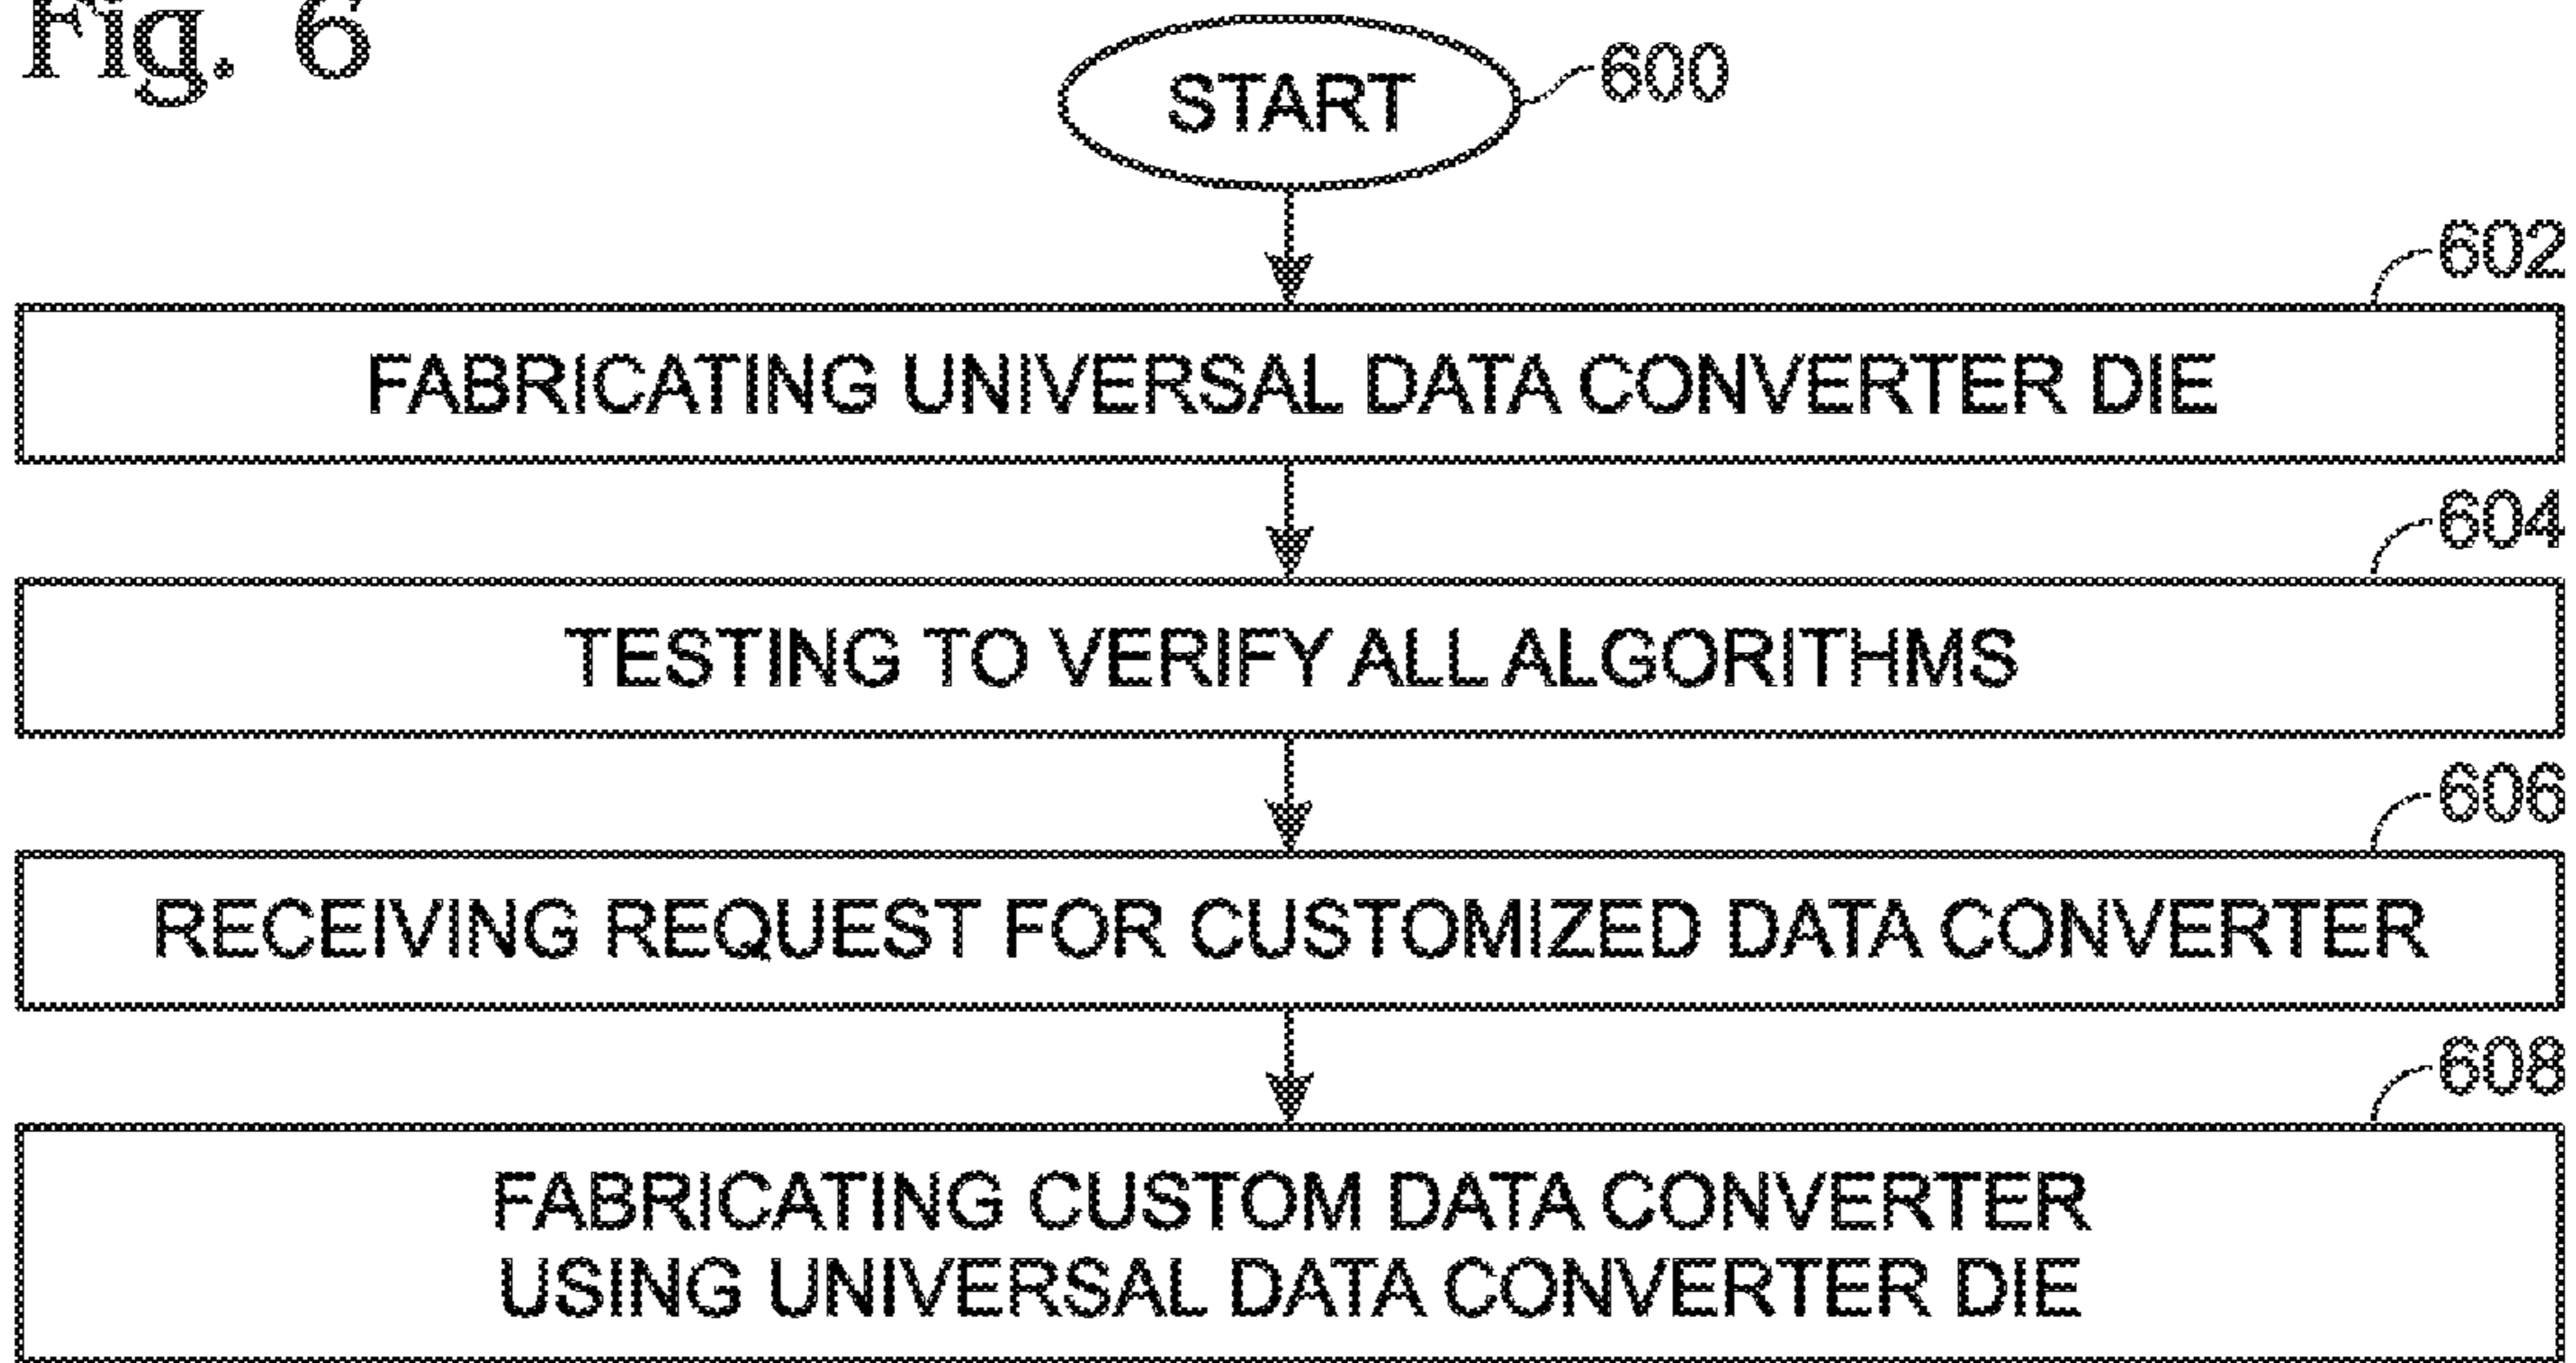 Fig. 6
START
600
602
FABRICATING UNIVERSAL DATA CONVERTER DIE
604
TESTING TO VERIFY ALL ALGORITHMS
606
RECEIVING REQUEST FOR CUSTOMIZED DATA CONVERTER
608
FABRICATING CUSTOM DATA CONVERTER
USING UNIVERSAL DATA CONVERTER DIE